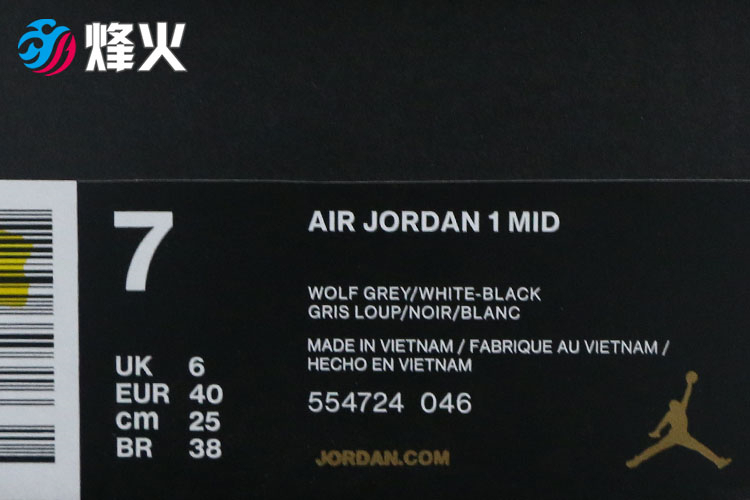 烽火
7
AIR JORDAN 1 MID
WOLF GREY/WHITE-BLACK
GRIS LOUP/NOIR/BLANC
MADE IN VIETNAM / FABRIQUE AU VIETNAM /
HECHO EN VIETNAM
UK 6
EUR 40
cm 25
BR 38
554724 046
JORDAN.COM